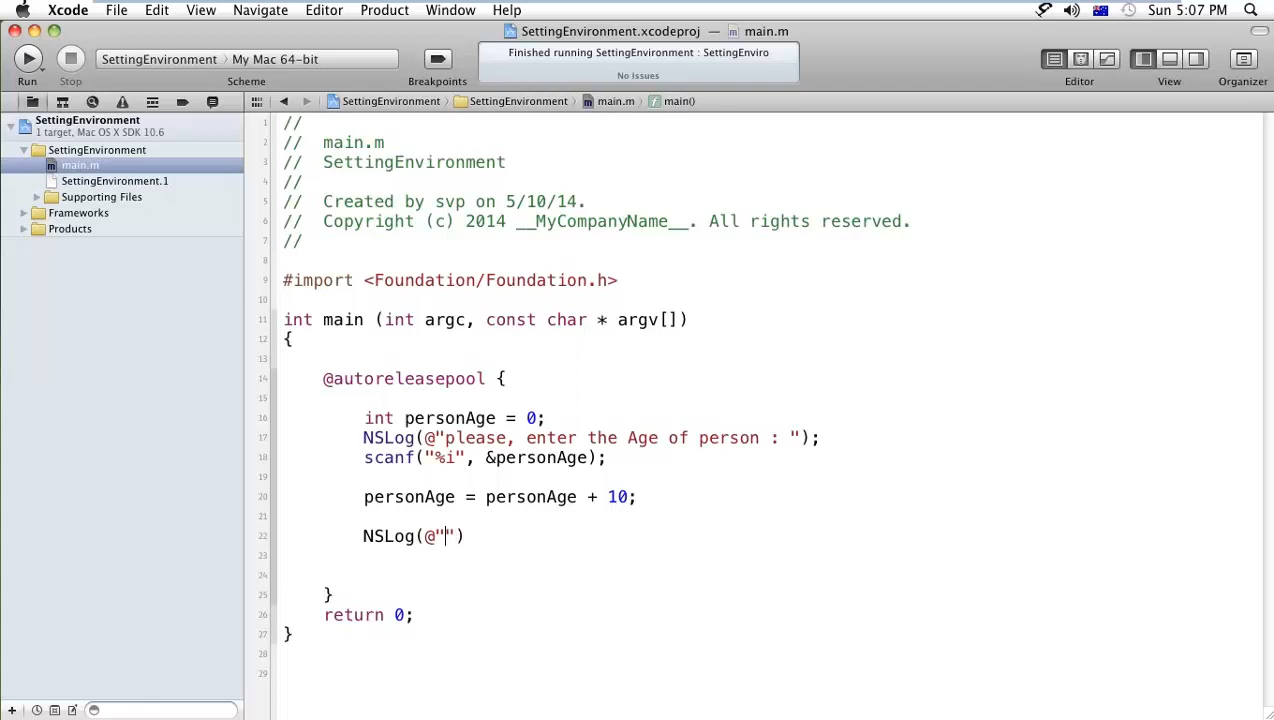 Xcode File Edit View Navigate Editor Product Window Help Sun 5:07 PM
SettingEnvironment.xcodeproj — main.m
SettingEnvironment My Mac 64-bit Finished running SettingEnvironment : SettingEnviro
No Issues
Run Stop Scheme Breakpoints Editor View Organizer
SettingEnvironment SettingEnvironment main.m main()
SettingEnvironment
1 target, Mac OS X SDK 10.6
SettingEnvironment
main.m
SettingEnvironment.1
Supporting Files
Frameworks
Products
1 //
2 // main.m
3 // SettingEnvironment
4 //
5 // Created by svp on 5/10/14.
6 // Copyright (c) 2014 __MyCompanyName__. All rights reserved.
7 //
8
9 #import <Foundation/Foundation.h>
10
11 int main (int argc, const char * argv[])
12 {
13
14 @autoreleasepool {
15
16 int personAge = 0;
17 NSLog(@"please, enter the Age of person : ");
18 scanf("%i", &personAge);
19
20 personAge = personAge + 10;
21
22 NSLog(@"")
23
24
25 }
26 return 0;
27 }
28
29